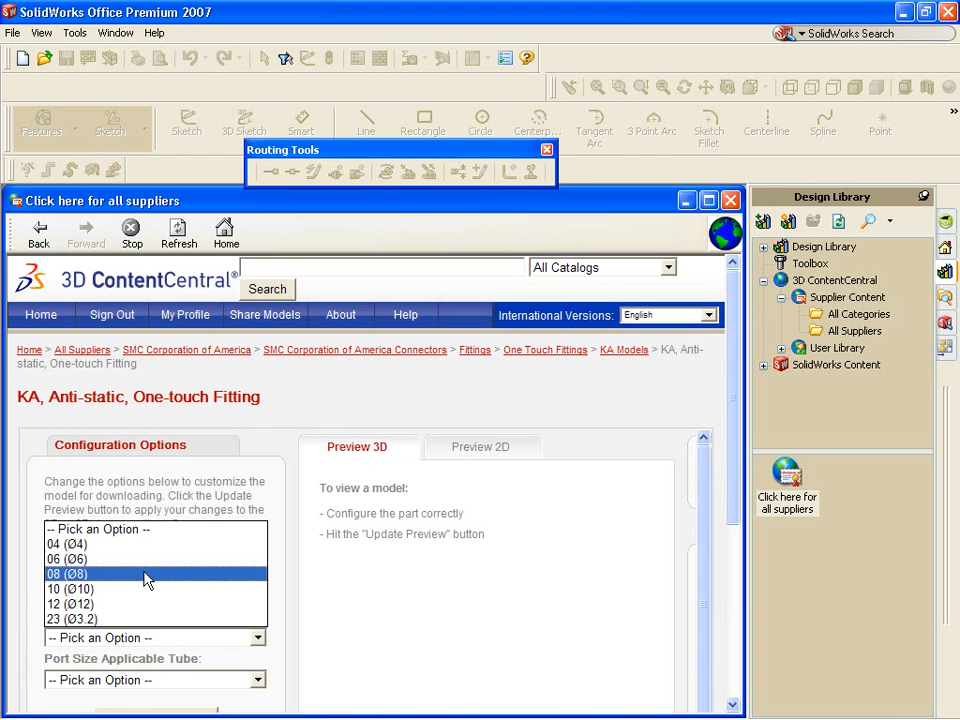 SolidWorks Office Premium 2007
File View Tools Window Help
SolidWorks Search
Features Sketch Sketch 3D Sketch Smart Line Rectangle Circle Centerp... Tangent Arc 3 Point Arc Sketch Fillet Centerline Spline Point
Routing Tools
Click here for all suppliers
Back Forward Stop Refresh Home
3D ContentCentral®
All Catalogs
Search
Home Sign Out My Profile Share Models About Help International Versions: English
Home > All Suppliers > SMC Corporation of America > SMC Corporation of America Connectors > Fittings > One Touch Fittings > KA Models > KA, Anti-
static, One-touch Fitting
KA, Anti-static, One-touch Fitting
Configuration Options
Change the options below to customize the
model for downloading. Click the Update
Preview button to apply your changes to the
-- Pick an Option --
04 (Ø4)
06 (Ø6)
08 (Ø8)
10 (Ø10)
12 (Ø12)
23 (Ø3.2)
-- Pick an Option --
Port Size Applicable Tube:
-- Pick an Option --
Preview 3D
Preview 2D
To view a model:
- Configure the part correctly
- Hit the "Update Preview" button
Design Library
Design Library
Toolbox
3D ContentCentral
Supplier Content
All Categories
All Suppliers
User Library
SolidWorks Content
Click here for
all suppliers